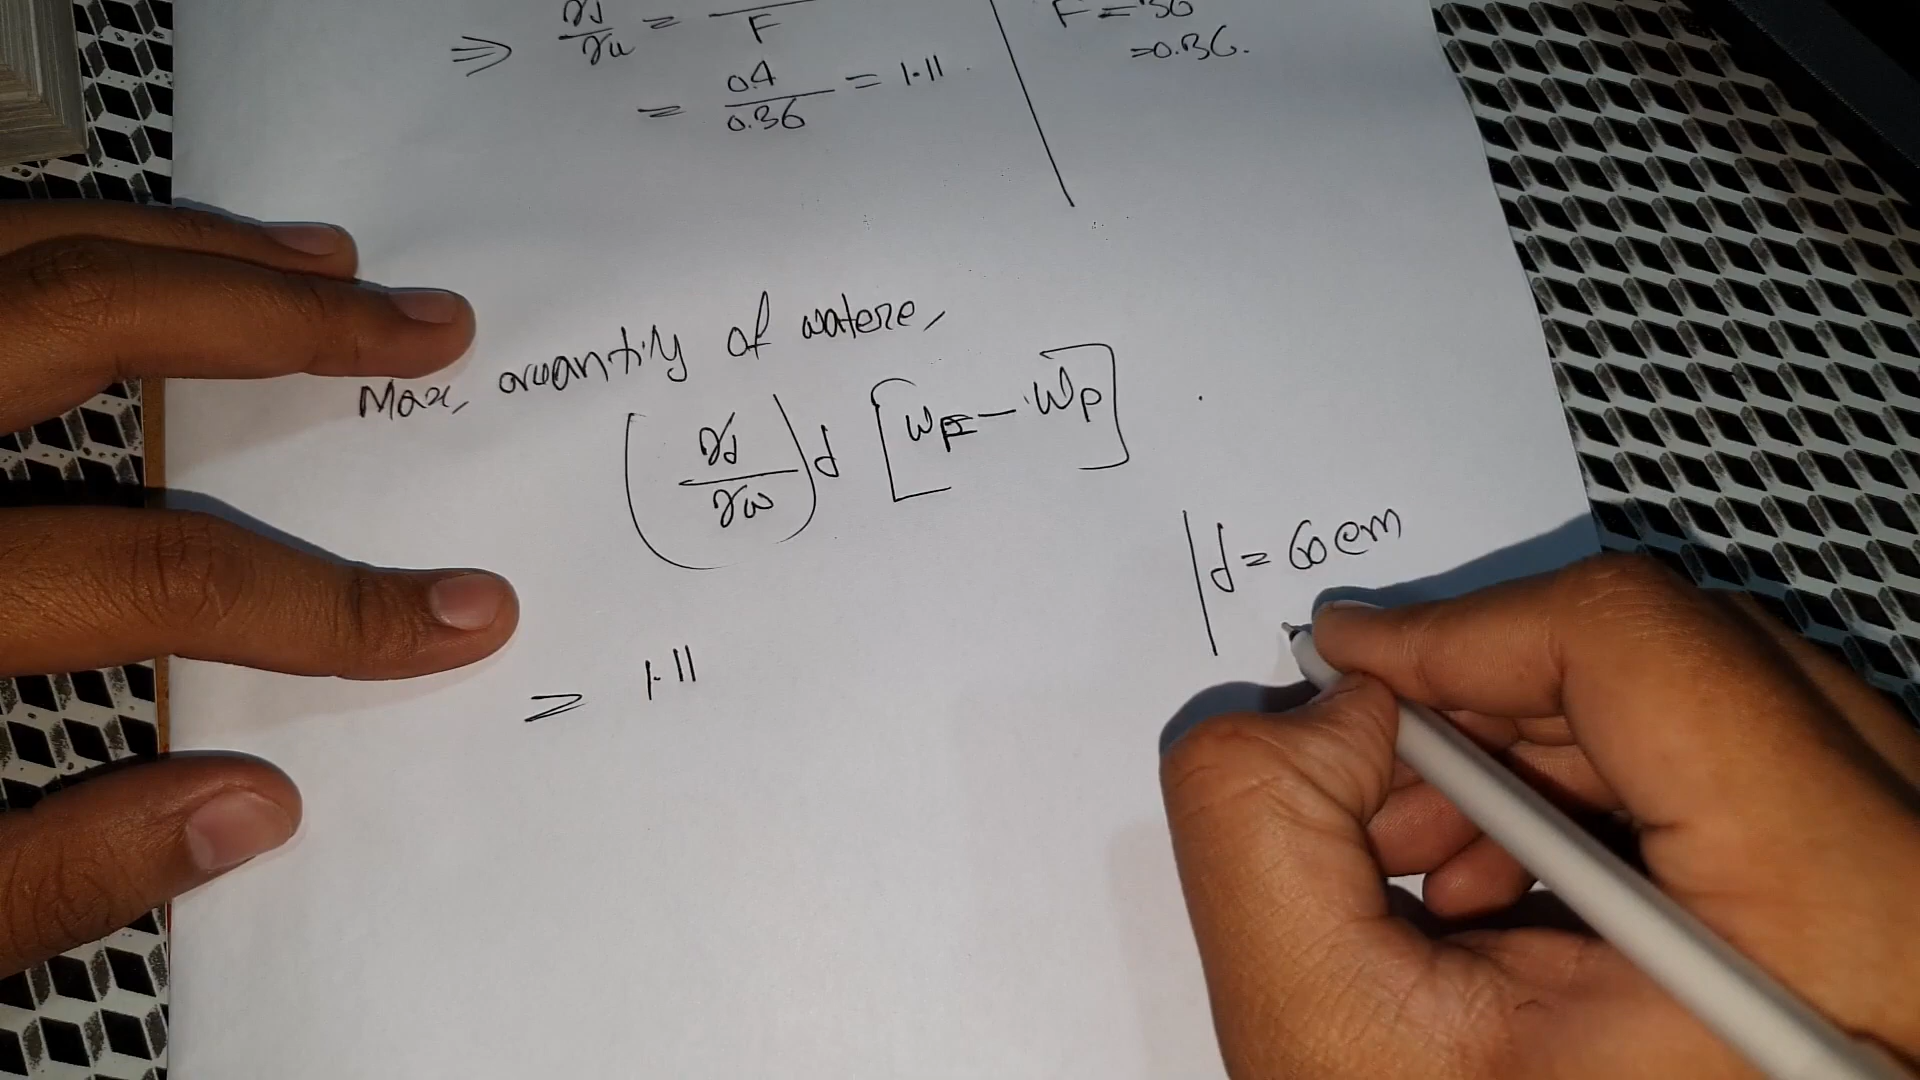 ⇒ γd/γw = /F
= 0.4/0.36 = 1.11
F = 36
=0.36.
Max, quantity of watere,
(γd/γw)d [WF - WP]
d = 60 cm
= 1.11